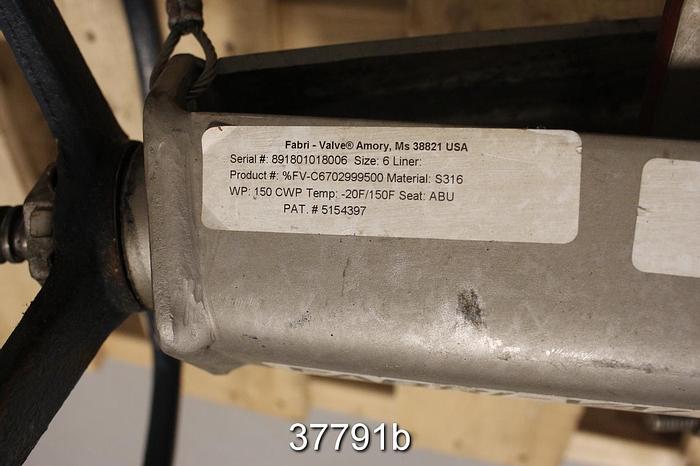 Fabri - Valve® Amory, Ms 38821 USA
Serial #: 891801018006 Size: 6 Liner:
Product #: %FV-C6702999500 Material: S316
WP: 150 CWP Temp: -20F/150F Seat: ABU
PAT. # 5154397
37791b